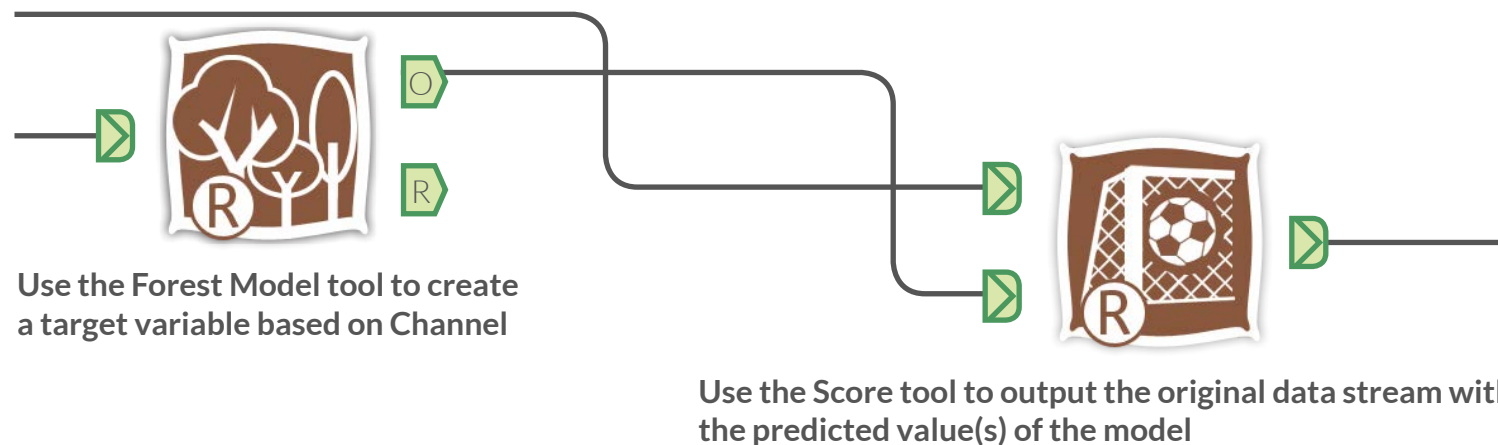 O
R
R
Use the Forest Model tool to create
a target variable based on Channel
R
Use the Score tool to output the original data stream with
the predicted value(s) of the model